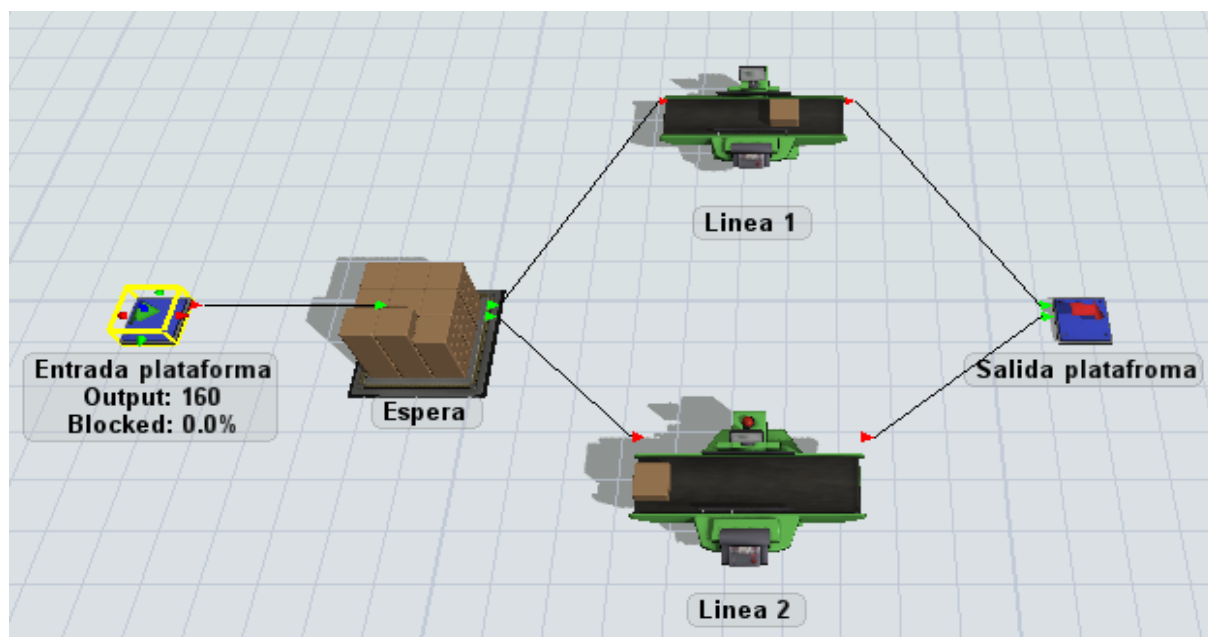 Linea 1
Entrada plataforma
Output: 160
Blocked: 0.0%
Espera
Salida platafroma
Linea 2